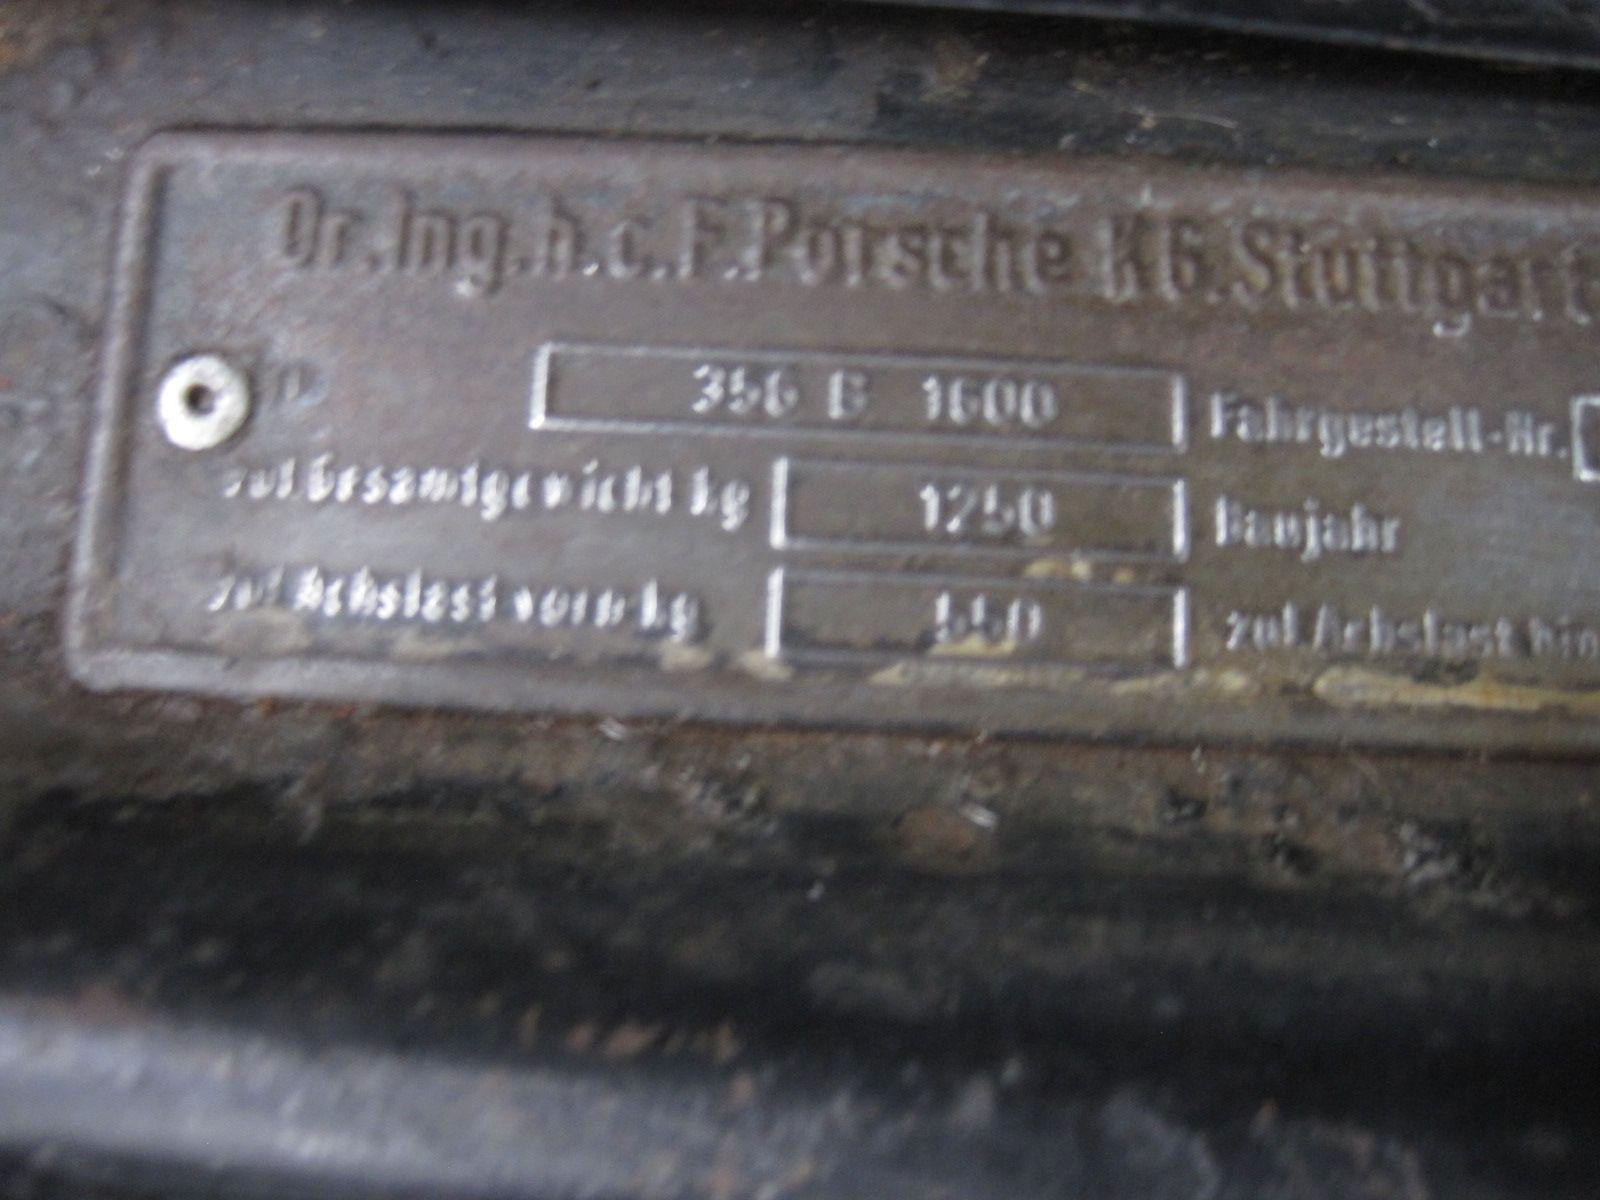 Dr.Ing.h.c.F.Porsche KG.Stuttgart
356 B 1600 Fahrgestell-Nr.
zul Gesamtgewicht kg 1250 Baujahr
zul Achslast vorn kg 550 zul Achslast hin